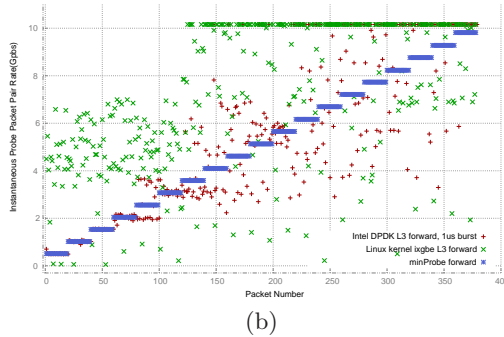 Instantaneous Probe Packet Pair Rate(Gbps)
10
8
6
4
2
0
Intel DPDK L3 forward, 1us burst
Linux kernel ixgbe L3 forward
minProbe forward
0 50 100 150 200 250 300 350 400
Packet Number
(b)